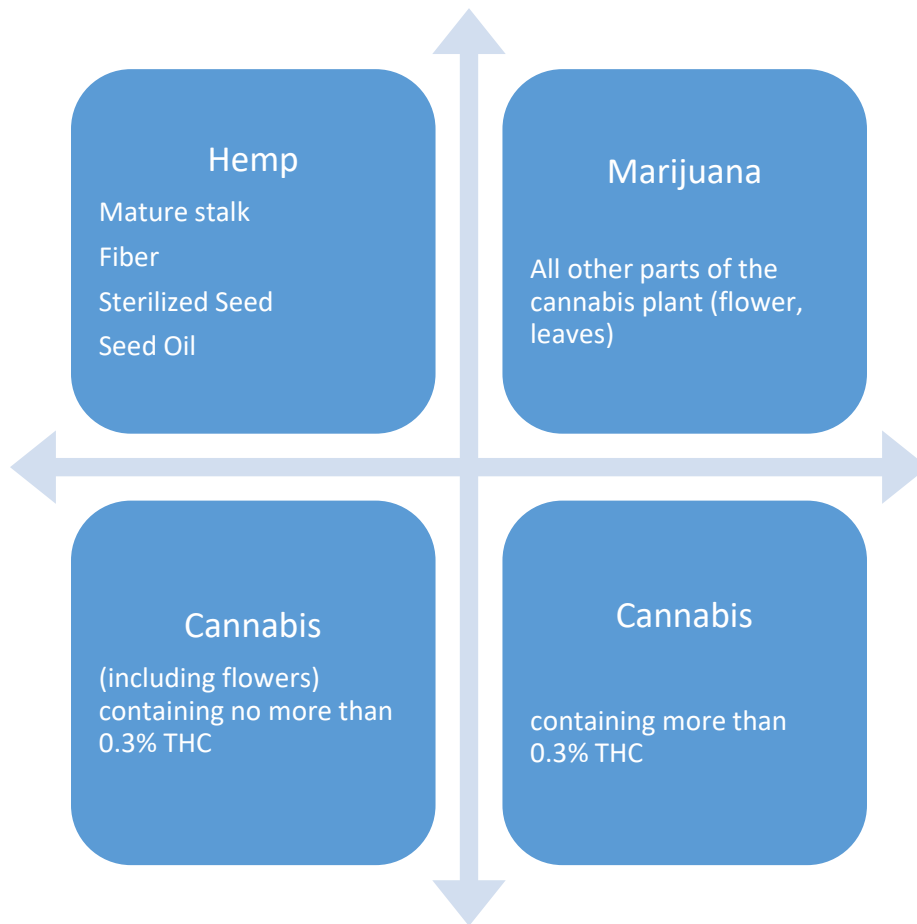 Hemp
Mature stalk
Fiber
Sterilized Seed
Seed Oil
Marijuana
All other parts of the
cannabis plant (flower,
leaves)
Cannabis
(including flowers)
containing no more than
0.3% THC
Cannabis
containing more than
0.3% THC